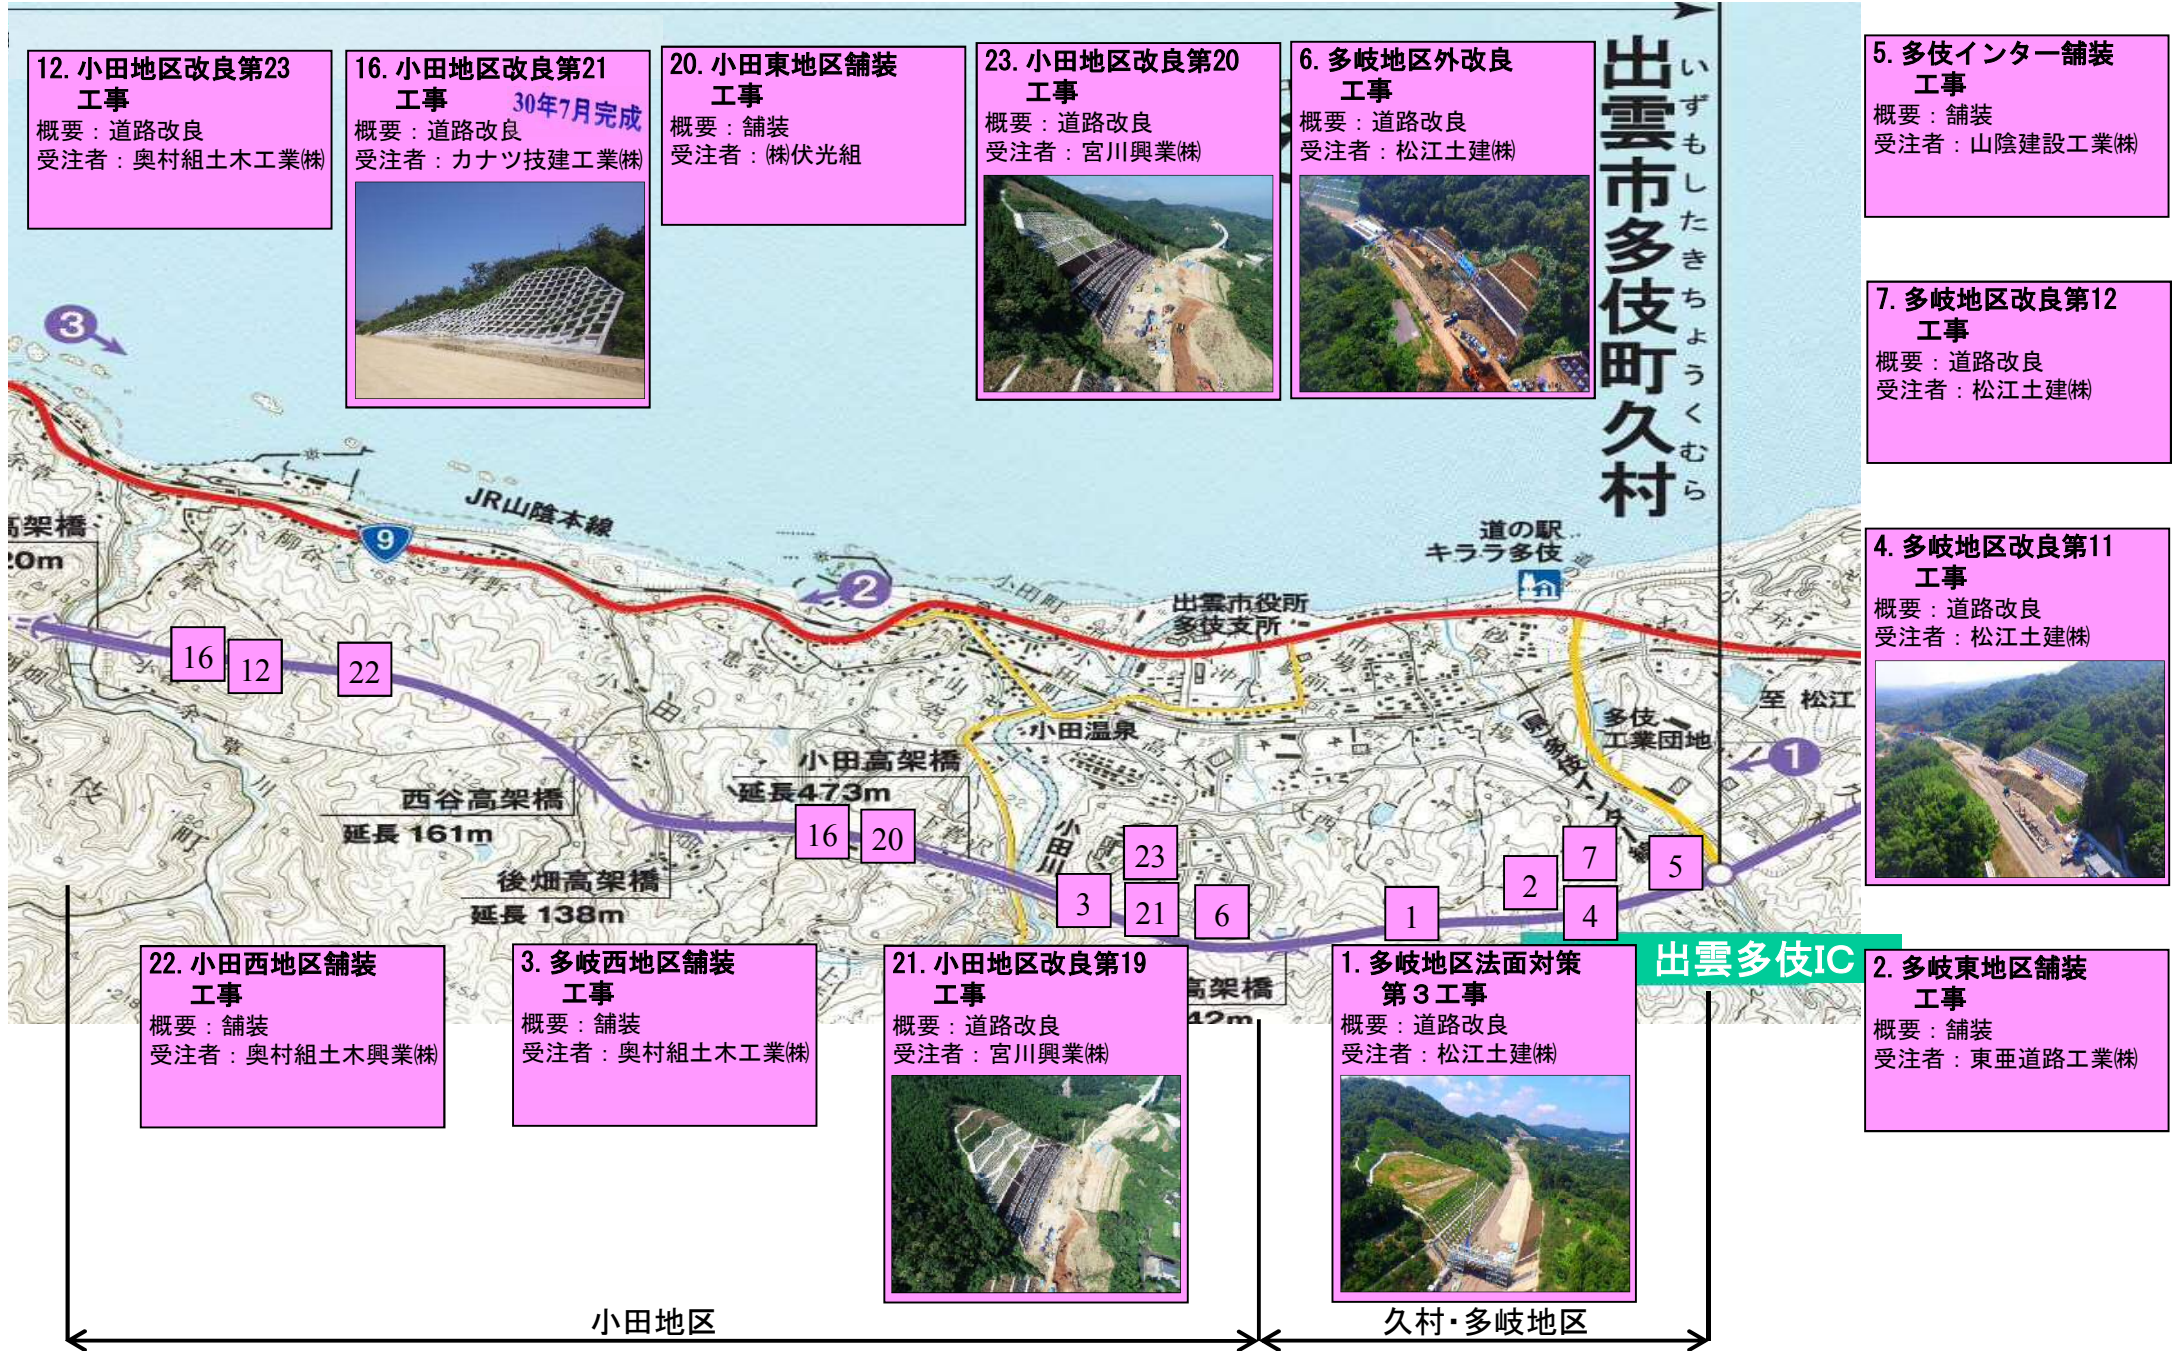 12. 小田地区改良第23
工事
概要：道路改良
受注者：奥村組土木工業㈱
16. 小田地区改良第21
工事
30年7月完成
概要：道路改良
受注者：カナツ技建工業㈱
20. 小田東地区舗装
工事
概要：舗装
受注者：㈱伏光組
23. 小田地区改良第20
工事
概要：道路改良
受注者：宮川興業㈱
6. 多岐地区外改良
工事
概要：道路改良
受注者：松江土建㈱
出雲市多伎町久村
いずもしたきちょうくむら
5. 多伎インター舗装
工事
概要：舗装
受注者：山陰建設工業㈱
7. 多岐地区改良第12
工事
概要：道路改良
受注者：松江土建㈱
4. 多岐地区改良第11
工事
概要：道路改良
受注者：松江土建㈱
3
JR山陰本線
9
2
道の駅
キララ多伎
高架橋
20m
小田町
出雲市役所
多伎支所
16
12
22
至 松江
小田温泉
多伎
工業団地
1
小田高架橋
延長473m
西谷高架橋
延長 161m
後畑高架橋
延長 138m
小田川
16
20
3
23
21
6
1
2
7
4
5
出雲多伎IC
高架橋
42m
22. 小田西地区舗装
工事
概要：舗装
受注者：奥村組土木興業㈱
3. 多岐西地区舗装
工事
概要：舗装
受注者：奥村組土木工業㈱
21. 小田地区改良第19
工事
概要：道路改良
受注者：宮川興業㈱
1. 多岐地区法面対策
第３工事
概要：道路改良
受注者：松江土建㈱
2. 多岐東地区舗装
工事
概要：舗装
受注者：東亜道路工業㈱
小田地区
久村・多岐地区